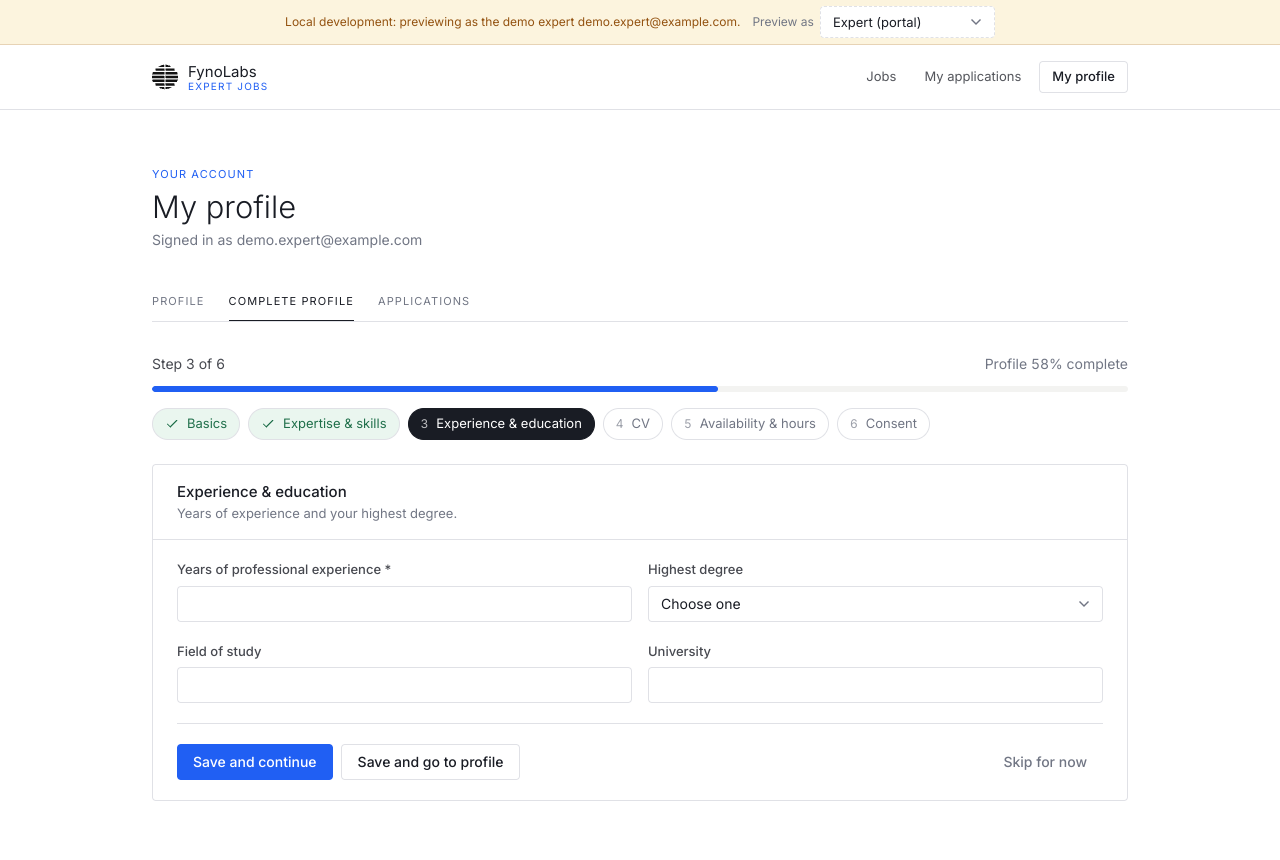 Local development: previewing as the demo expert demo.expert@example.com. Preview as Expert (portal)
FynoLabs
EXPERT JOBS
Jobs My applications My profile
YOUR ACCOUNT
My profile
Signed in as demo.expert@example.com
PROFILE COMPLETE PROFILE APPLICATIONS
Step 3 of 6 Profile 58% complete
Basics Expertise & skills 3 Experience & education 4 CV 5 Availability & hours 6 Consent
Experience & education
Years of experience and your highest degree.
Years of professional experience * Highest degree
Choose one
Field of study University
Save and continue Save and go to profile Skip for now